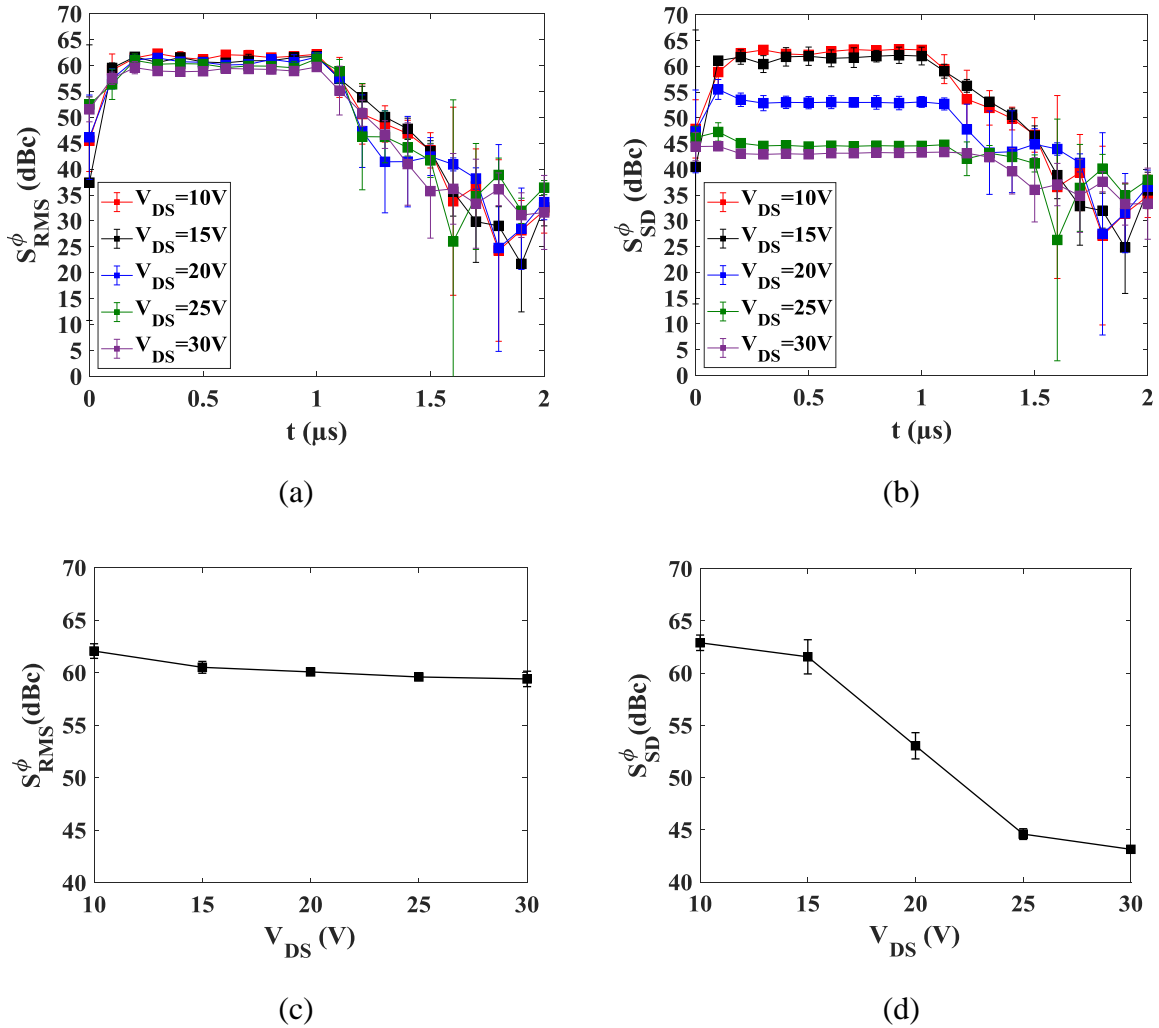 70
65
60
55
50
45
40
35
30
25
20
15
10
5
0
S^ϕ_RMS (dBc)
V_DS=10V
V_DS=15V
V_DS=20V
V_DS=25V
V_DS=30V
0 0.5 1 1.5 2
t (μs)
(a)
70
65
60
55
50
45
40
35
30
25
20
15
10
5
0
S^ϕ_SD (dBc)
V_DS=10V
V_DS=15V
V_DS=20V
V_DS=25V
V_DS=30V
0 0.5 1 1.5 2
t (μs)
(b)
70
65
60
55
50
45
40
S^ϕ_RMS(dBc)
10 15 20 25 30
V_DS (V)
(c)
70
65
60
55
50
45
40
S^ϕ_SD(dBc)
10 15 20 25 30
V_DS (V)
(d)